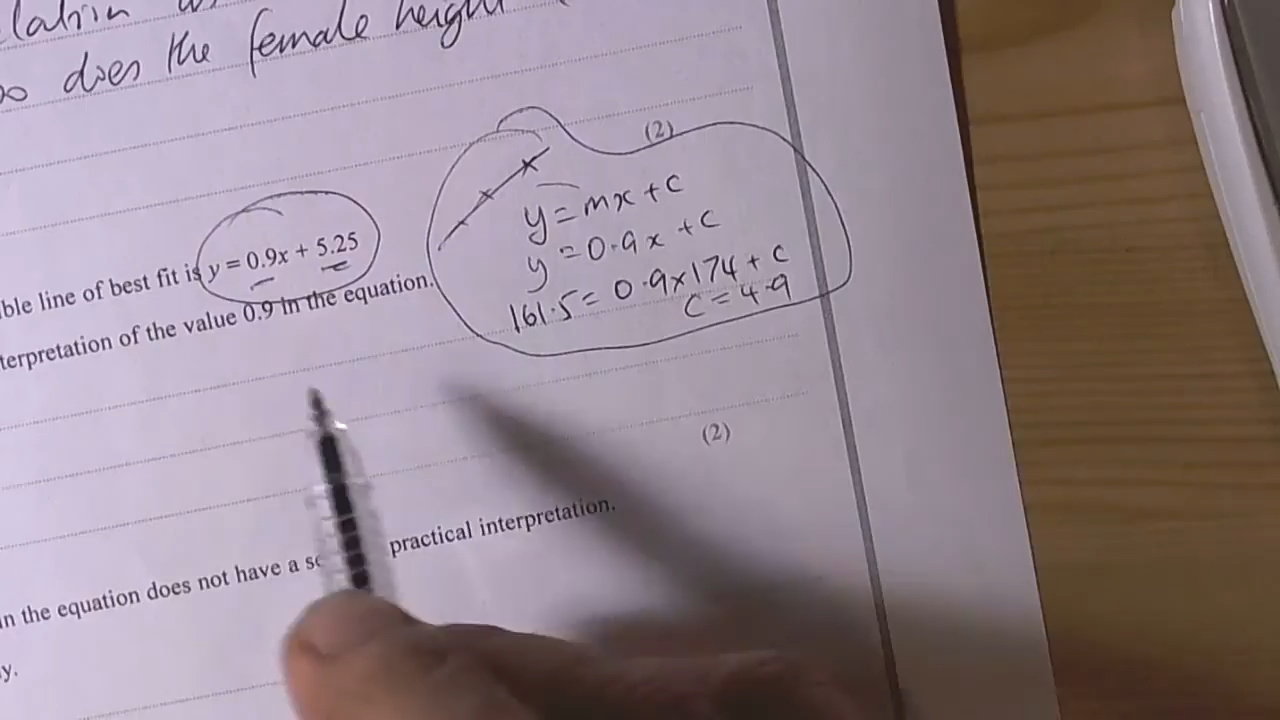 does the female height
(2)
y = mx + c
y = 0.9x + c
161.5 = 0.9x174 + c
c = 4.9
ble line of best fit is y = 0.9x + 5.25
terpretation of the value 0.9 in the equation.
(2)
n the equation does not have a practical interpretation.
y.